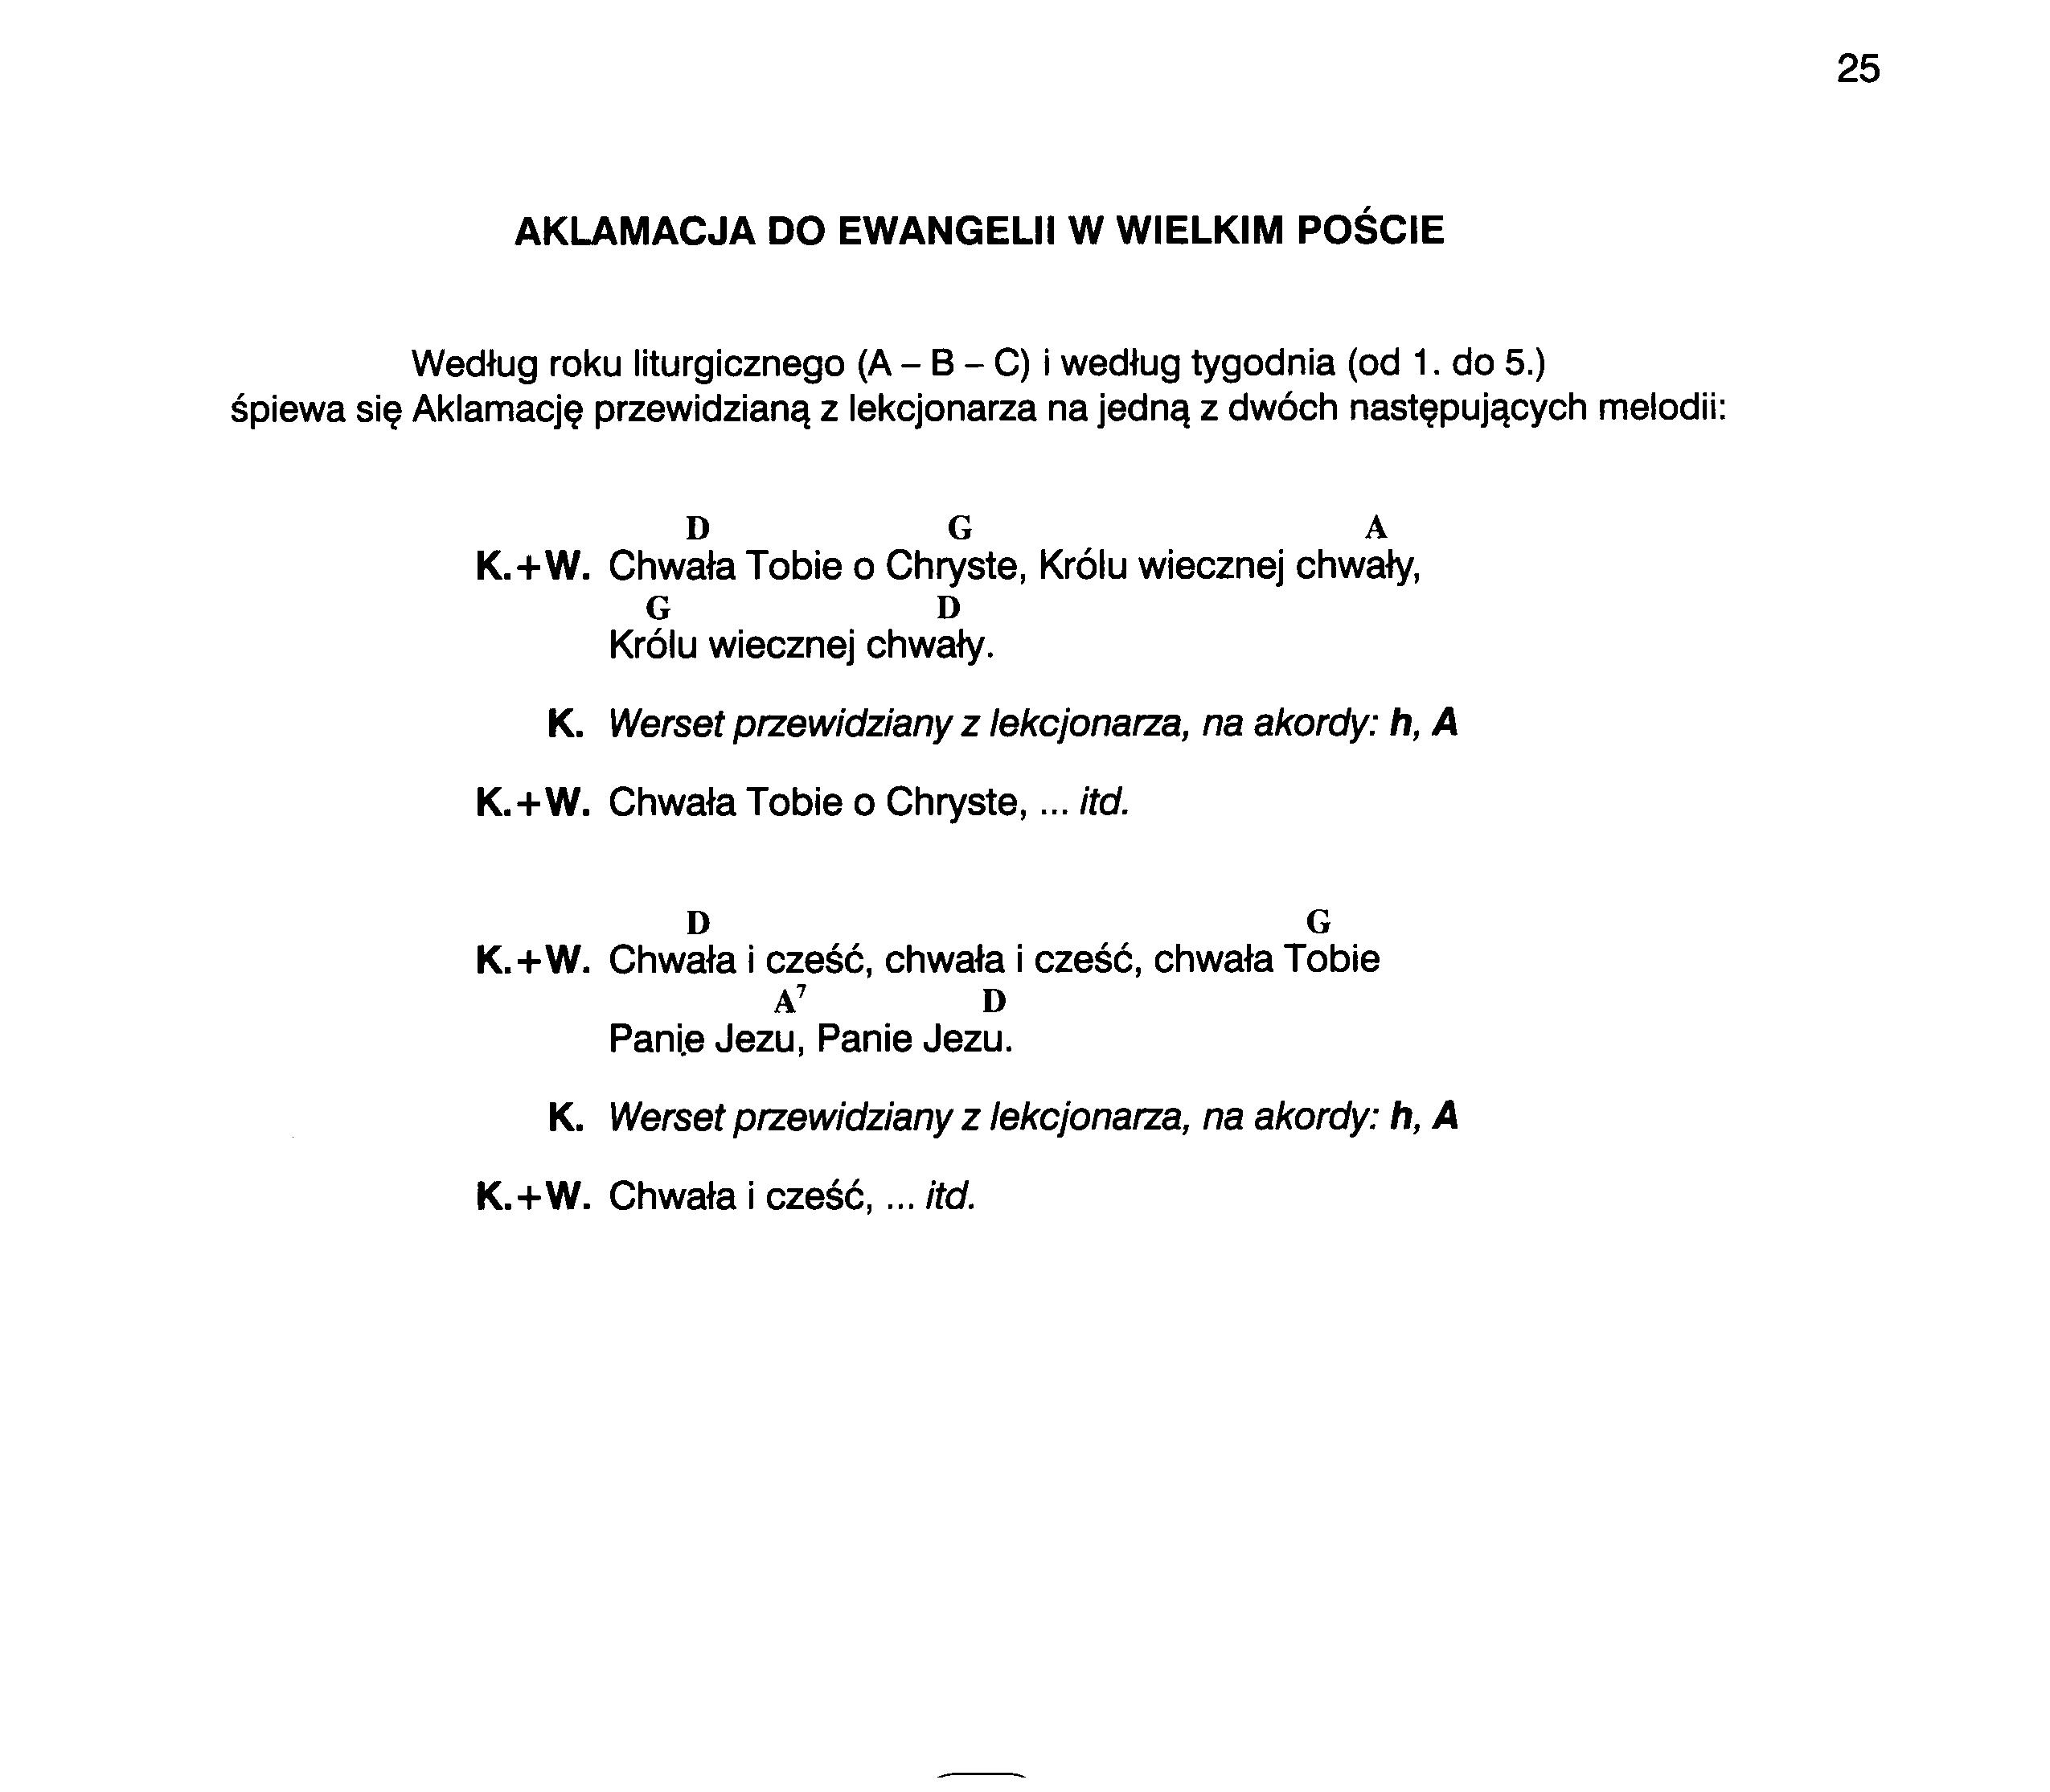 25
AKLAMACJA DO EWANGELII W WIELKIM POŚCIE
Według roku liturgicznego (A – B – C) i według tygodnia (od 1. do 5.)
śpiewa się Aklamację przewidzianą z lekcjonarza na jedną z dwóch następujących melodii:
D G A
K.+W. Chwała Tobie o Chryste, Królu wiecznej chwały,
G D
Królu wiecznej chwały.
K. Werset przewidziany z lekcjonarza, na akordy: h, A
K.+W. Chwała Tobie o Chryste, ... itd.
D G
K.+W. Chwała i cześć, chwała i cześć, chwała Tobie
A⁷ D
Panie Jezu, Panie Jezu.
K. Werset przewidziany z lekcjonarza, na akordy: h, A
K.+W. Chwała i cześć, ... itd.